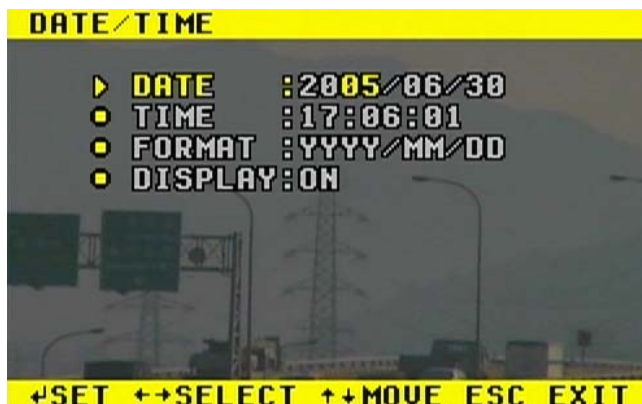 DATE/TIME
DATE :2005/06/30
TIME :17:06:01
FORMAT :YYYY/MM/DD
DISPLAY:ON
↵SET ←→SELECT ↑↓MOVE ESC EXIT